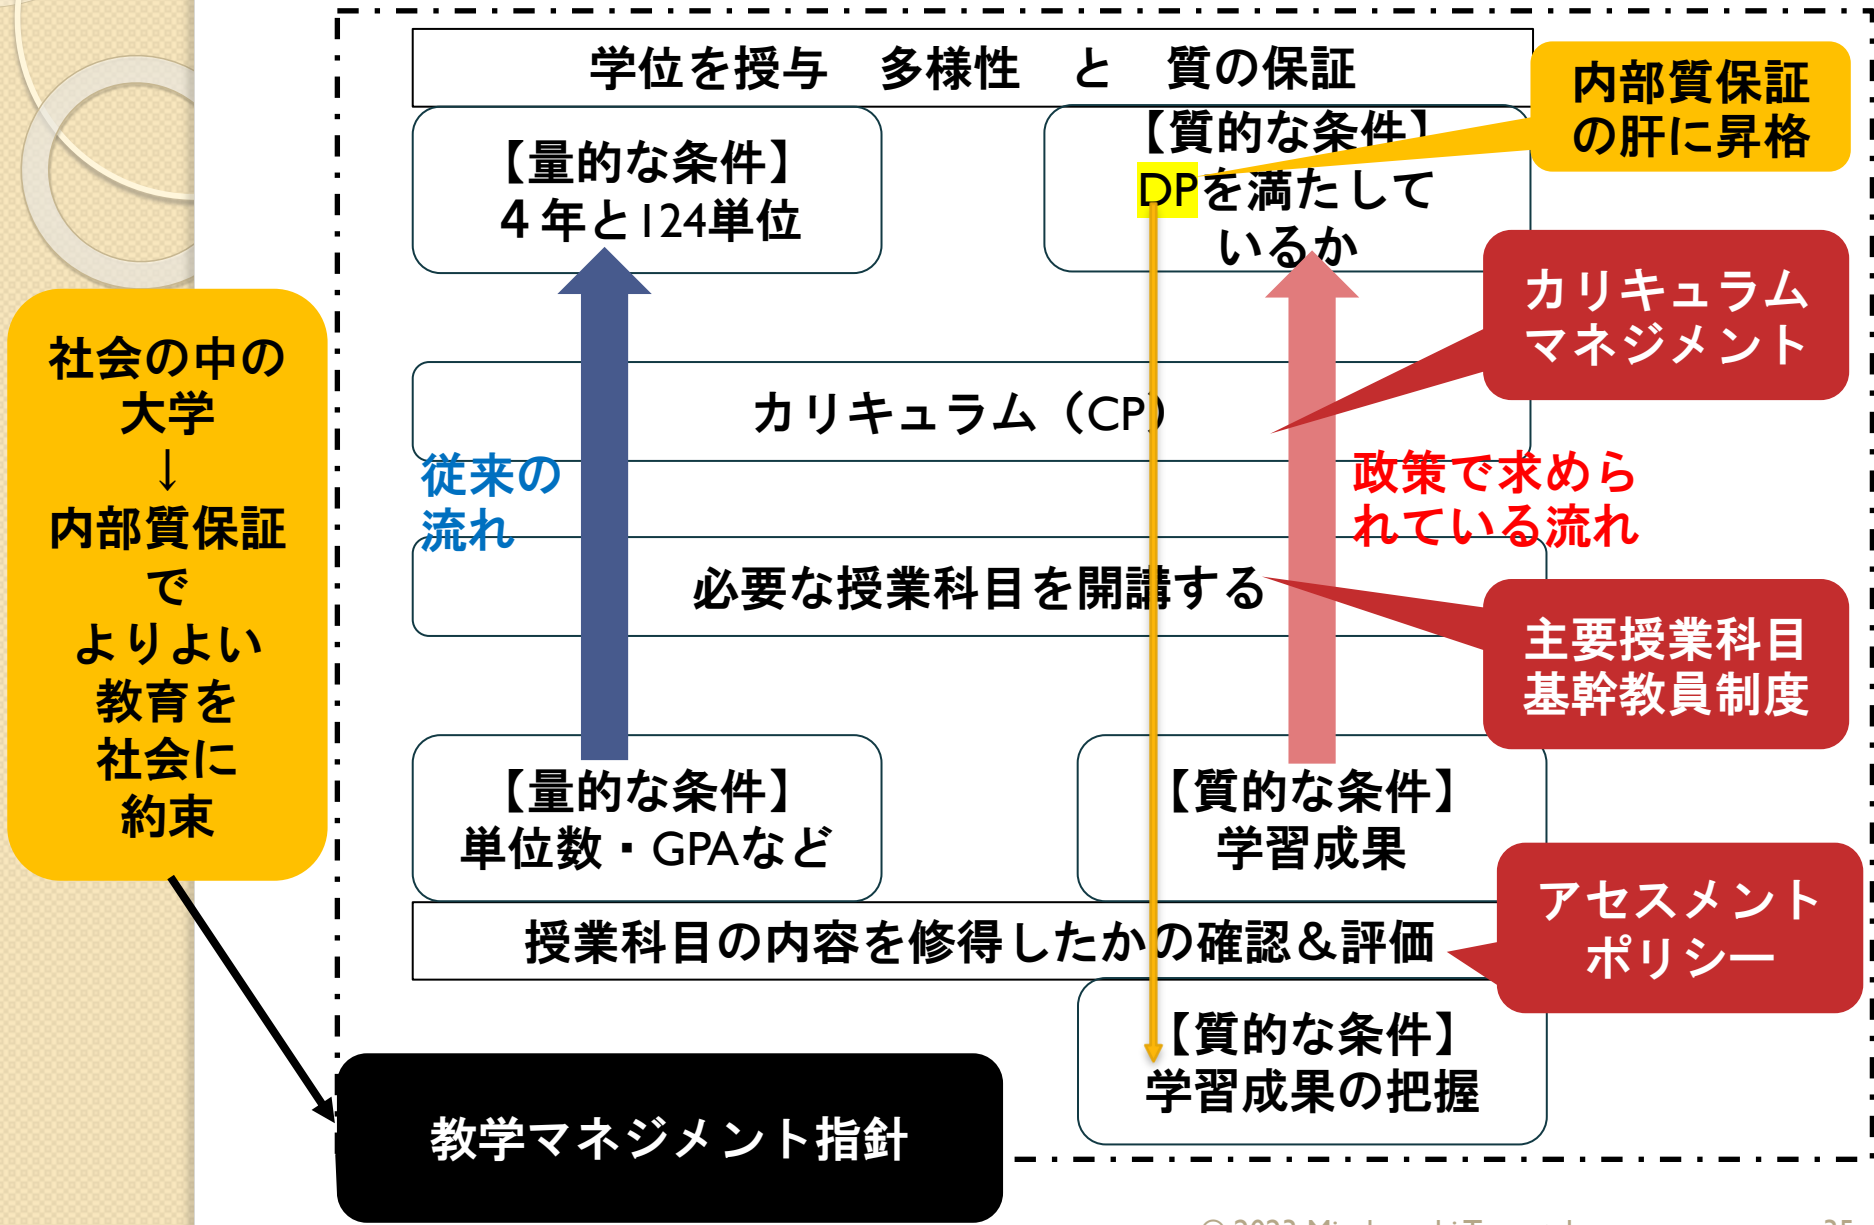 学位を授与　多様性　と　質の保証
内部質保証
の肝に昇格
【量的な条件】
４年と124単位
【質的な条件】
DPを満たして
いるか
カリキュラム
マネジメント
社会の中の
大学
↓
内部質保証
で
よりよい
教育を
社会に
約束
カリキュラム（CP）
従来の
流れ
政策で求めら
れている流れ
必要な授業科目を開講する
主要授業科目
基幹教員制度
【量的な条件】
単位数・GPAなど
【質的な条件】
学習成果
アセスメント
ポリシー
授業科目の内容を修得したかの確認＆評価
【質的な条件】
学習成果の把握
教学マネジメント指針